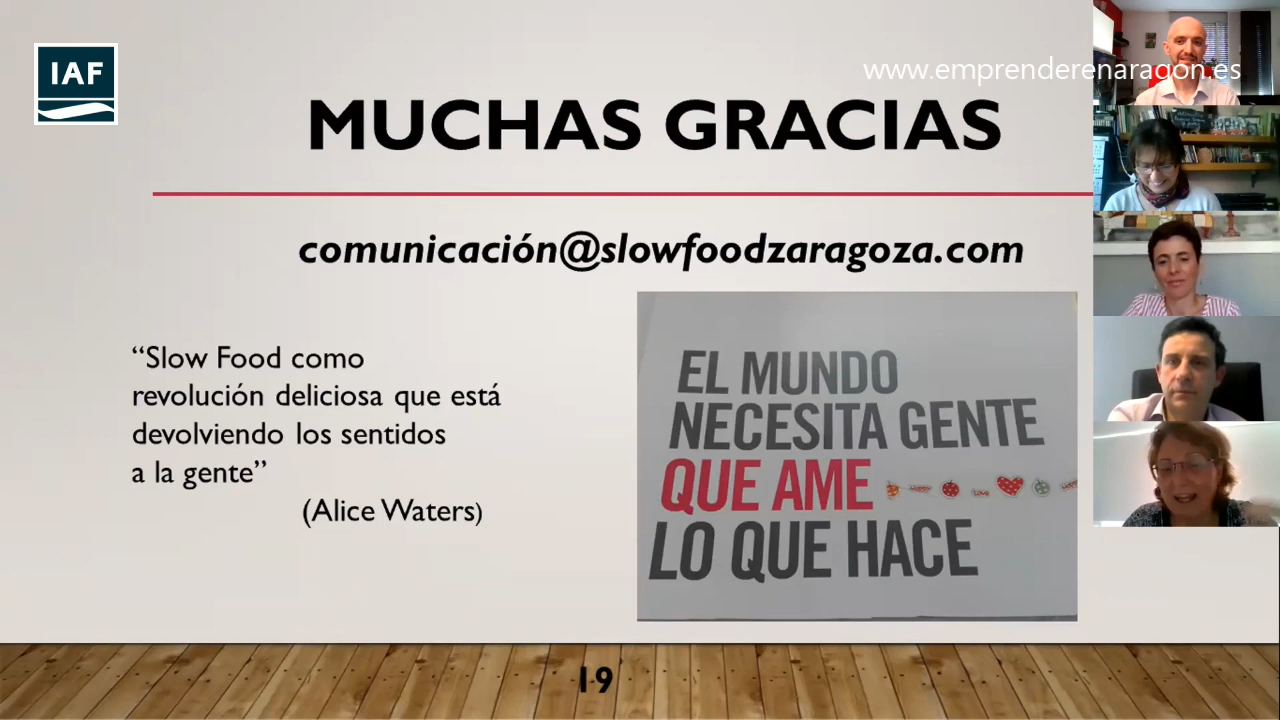 IAF
www.emprenderenaragon.es
MUCHAS GRACIAS
comunicación@slowfoodzaragoza.com
“Slow Food como
revolución deliciosa que está
devolviendo los sentidos
a la gente”
(Alice Waters)
EL MUNDO
NECESITA GENTE
QUE AME
LO QUE HACE
19